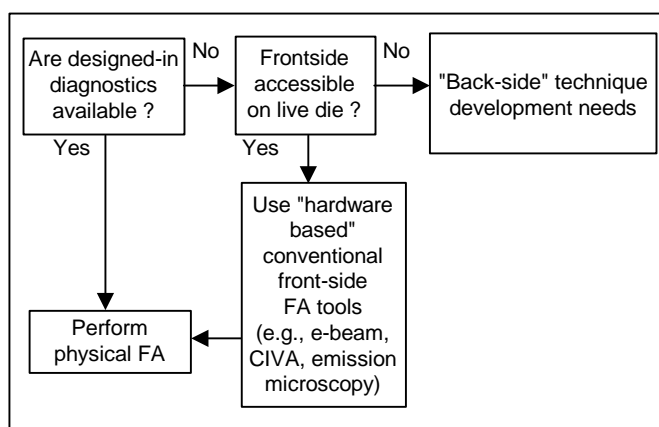 Are designed-in
diagnostics
available ?
No
Frontside
accessible
on live die ?
No
"Back-side" technique
development needs
Yes
Yes
Use "hardware
based"
conventional
front-side
FA tools
(e.g., e-beam,
CIVA, emission
microscopy)
Perform
physical FA